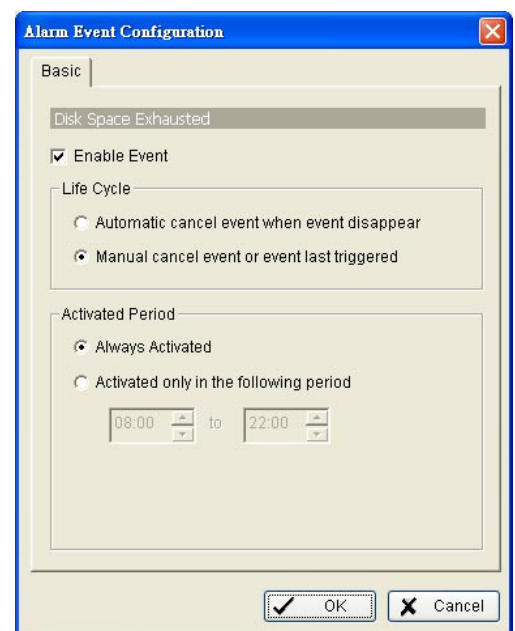 Alarm Event Configuration
Basic
Disk Space Exhausted
Enable Event
Life Cycle
Automatic cancel event when event disappear
Manual cancel event or event last triggered
Activated Period
Always Activated
Activated only in the following period
08:00 to 22:00
OK Cancel